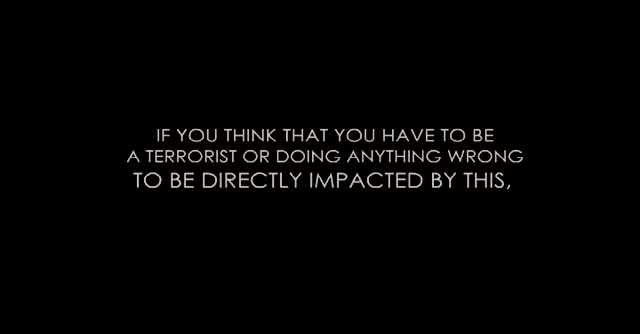 IF YOU THINK THAT YOU HAVE TO BE
A TERRORIST OR DOING ANYTHING WRONG
TO BE DIRECTLY IMPACTED BY THIS,